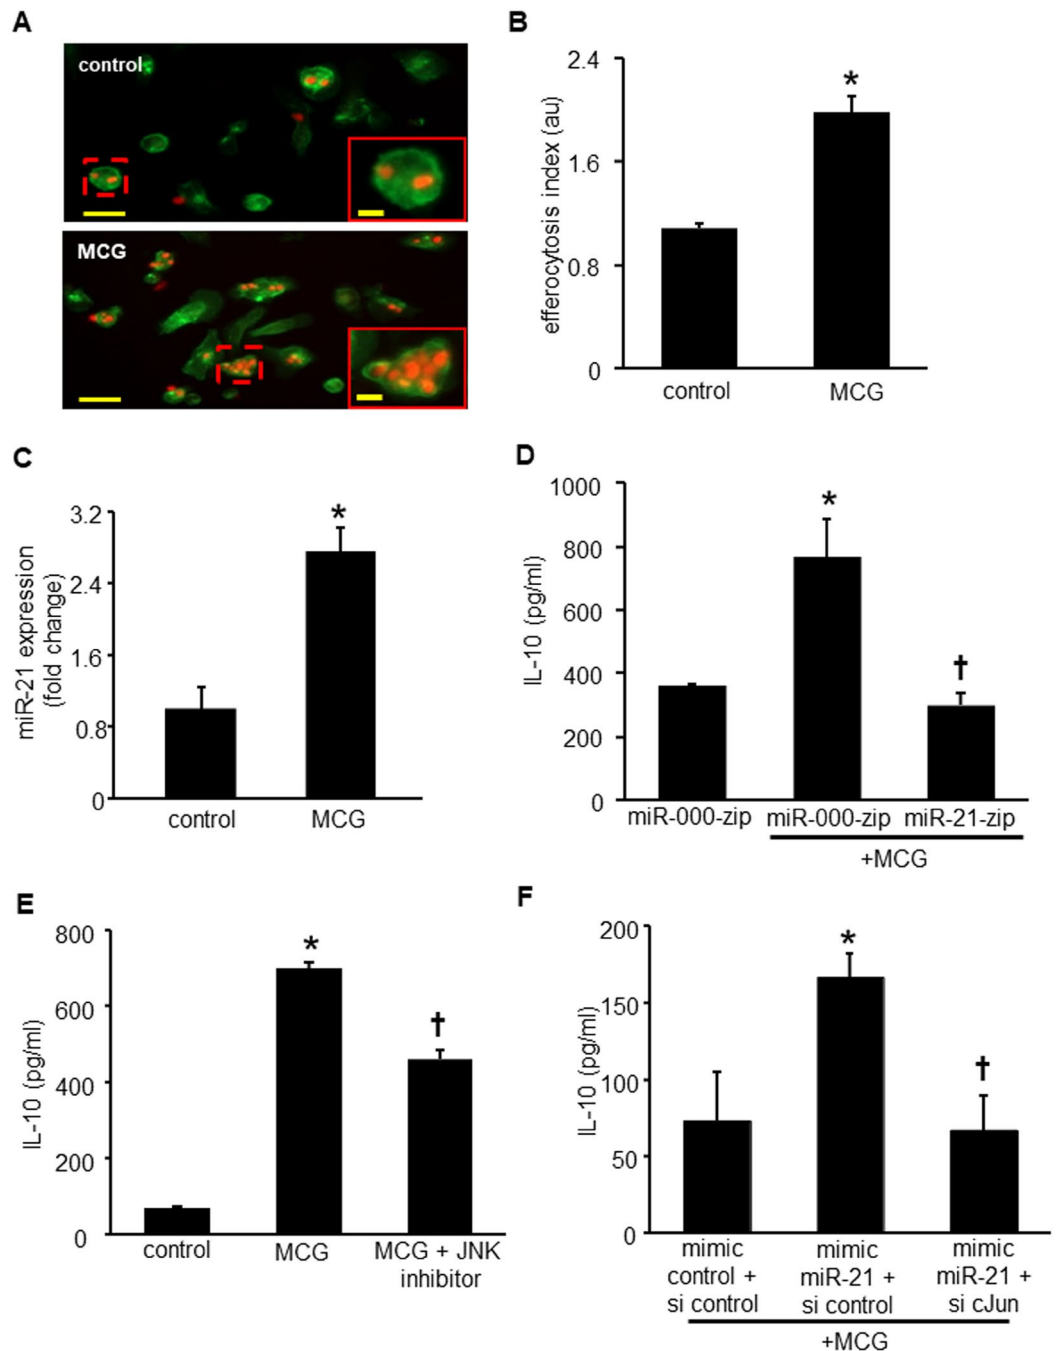 A
control
MCG
B
2.4
1.6
0.8
0
efferocytosis index (au)
*
control
MCG
C
3.2
2.4
1.6
0.8
0
miR-21 expression
(fold change)
*
control
MCG
D
1000
800
600
400
200
0
IL-10 (pg/ml)
*
†
miR-000-zip
miR-000-zip
miR-21-zip
+MCG
E
800
600
400
200
0
IL-10 (pg/ml)
*
†
control
MCG
MCG + JNK
inhibitor
F
200
150
100
50
0
IL-10 (pg/ml)
*
†
mimic
control +
si control
mimic
miR-21 +
si control
mimic
miR-21 +
si cJun
+MCG